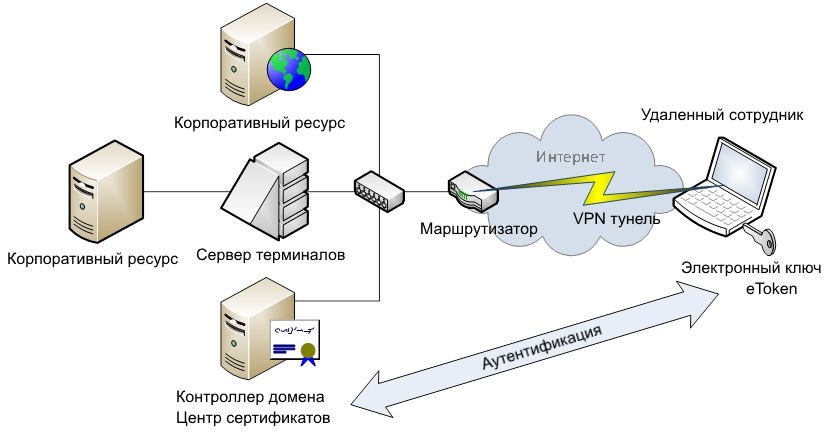 Удаленный сотрудник
Корпоративный ресурс
Интернет
VPN тунель
Маршрутизатор
Корпоративный ресурс
Сервер терминалов
Электронный ключ
eToken
Аутентификация
Контроллер домена
Центр сертификатов